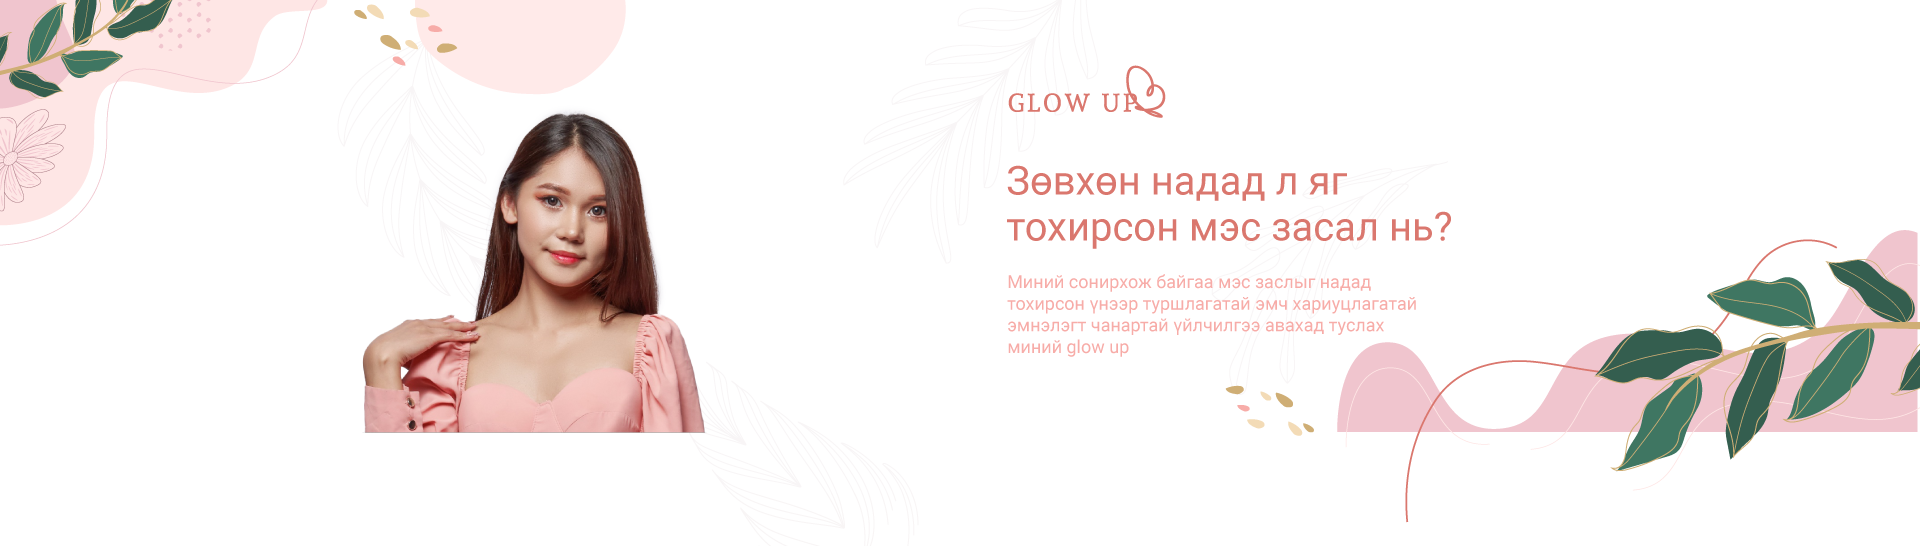 GLOW UP
Зөвхөн надад л яг
тохирсон мэс засал нь?
Миний сонирхож байгаа мэс заслыг надад
тохирсон үнээр туршлагатай эмч хариуцлагатай
эмнэлэгт чанартай үйлчилгээ авахад туслах
миний glow up